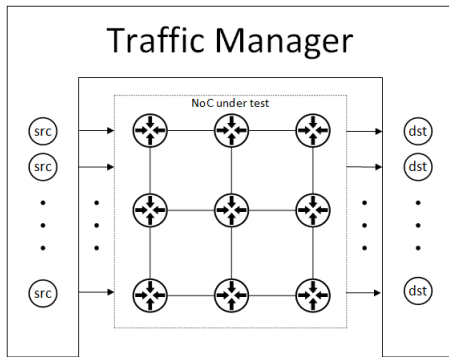 Traffic Manager
NoC under test
src
dst
src
dst
src
dst